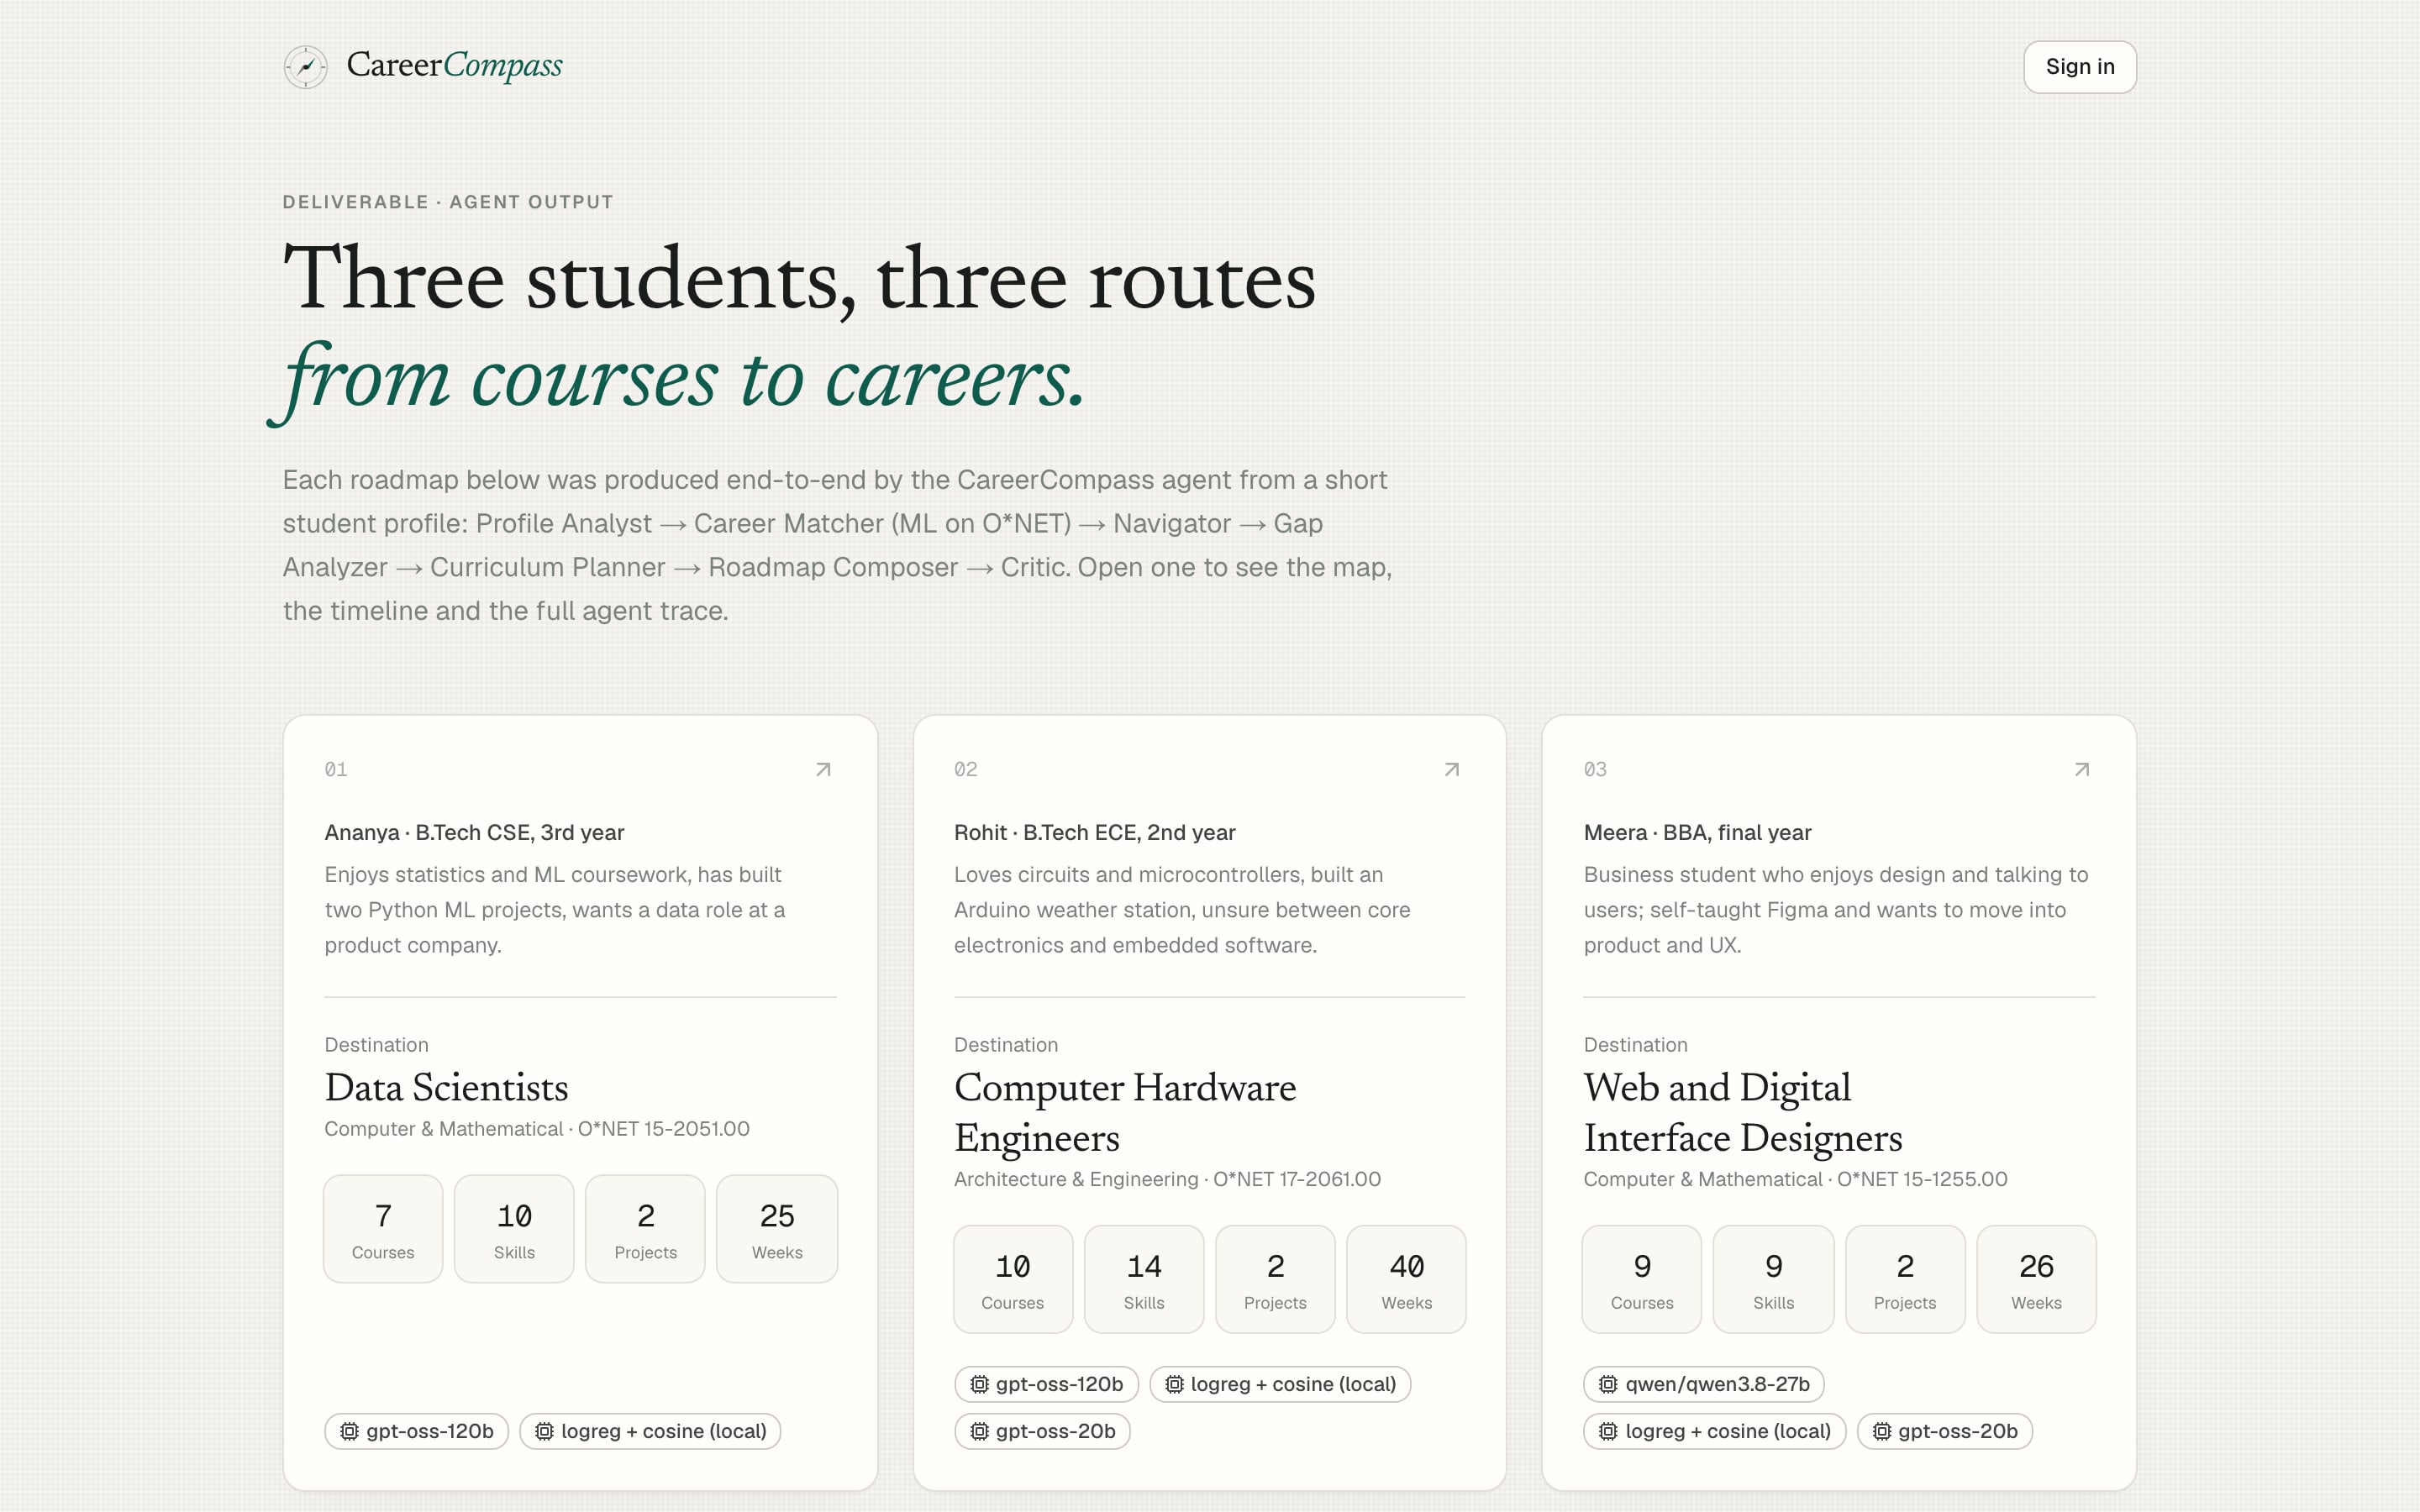 CareerCompass
Sign in
DELIVERABLE · AGENT OUTPUT
Three students, three routes
from courses to careers.
Each roadmap below was produced end-to-end by the CareerCompass agent from a short
student profile: Profile Analyst → Career Matcher (ML on O*NET) → Navigator → Gap
Analyzer → Curriculum Planner → Roadmap Composer → Critic. Open one to see the map,
the timeline and the full agent trace.
01
Ananya · B.Tech CSE, 3rd year
Enjoys statistics and ML coursework, has built
two Python ML projects, wants a data role at a
product company.
Destination
Data Scientists
Computer & Mathematical · O*NET 15-2051.00
7 10 2 25
Courses Skills Projects Weeks
gpt-oss-120b logreg + cosine (local)
02
Rohit · B.Tech ECE, 2nd year
Loves circuits and microcontrollers, built an
Arduino weather station, unsure between core
electronics and embedded software.
Destination
Computer Hardware
Engineers
Architecture & Engineering · O*NET 17-2061.00
10 14 2 40
Courses Skills Projects Weeks
gpt-oss-120b logreg + cosine (local)
gpt-oss-20b
03
Meera · BBA, final year
Business student who enjoys design and talking to
users; self-taught Figma and wants to move into
product and UX.
Destination
Web and Digital
Interface Designers
Computer & Mathematical · O*NET 15-1255.00
9 9 2 26
Courses Skills Projects Weeks
qwen/qwen3.8-27b
logreg + cosine (local) gpt-oss-20b